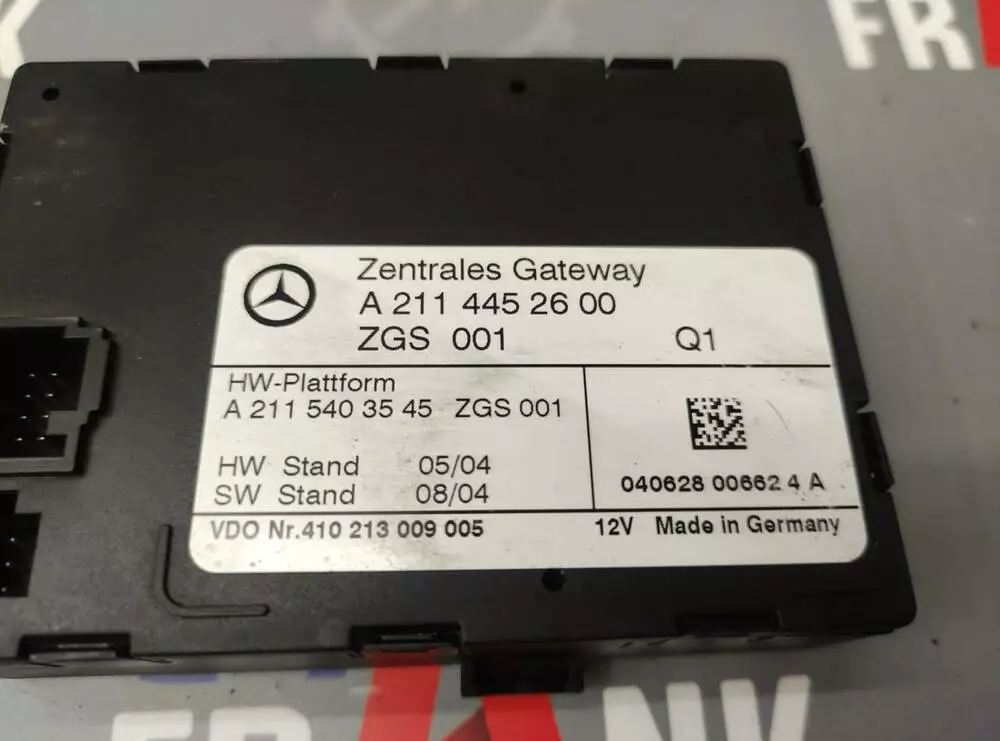 FR
Zentrales Gateway
A 211 445 26 00
ZGS 001 Q1
HW-Plattform
A 211 540 35 45 ZGS 001
HW Stand 05/04
SW Stand 08/04
040628 00662 4 A
VDO Nr.410 213 009 005 12V Made in Germany
NK